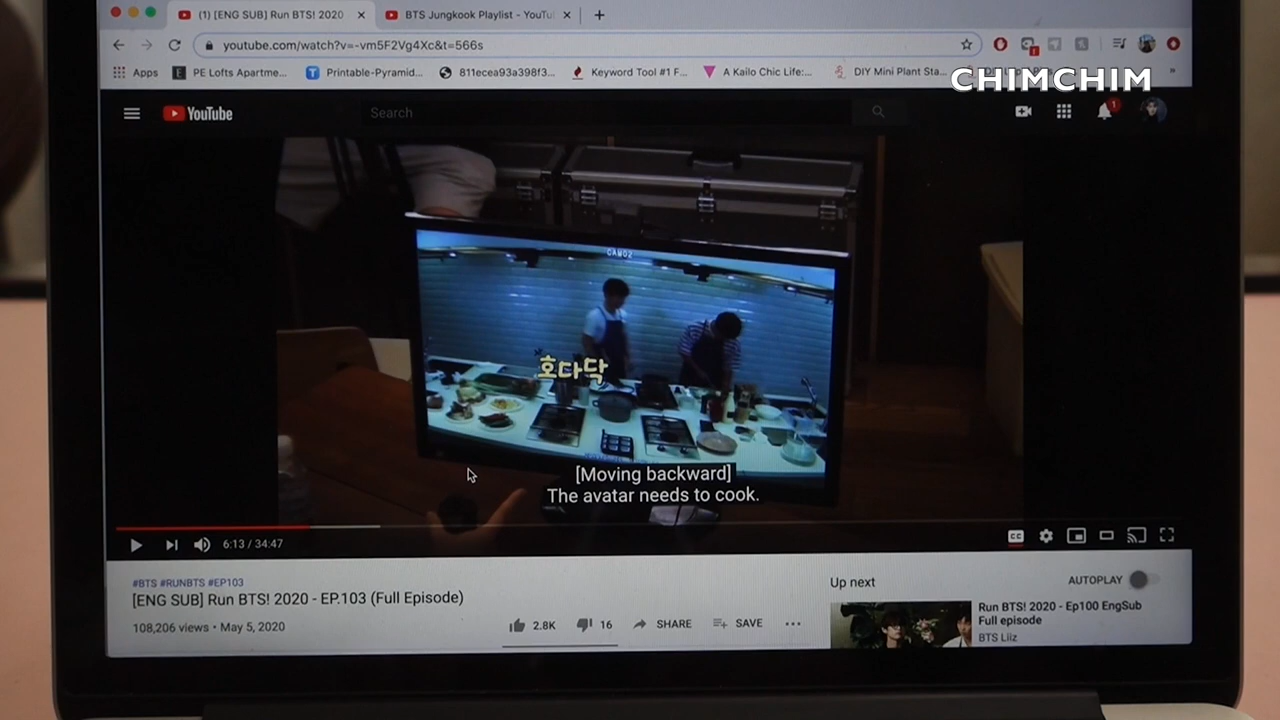 (1) [ENG SUB] Run BTS! 2020
BTS Jungkook Playlist - YouTu
youtube.com/watch?v=-vm5F2Vg4Xc&t=566s
Apps
PE Lofts Apartme...
Printable-Pyramid...
811ecea93a398f3...
Keyword Tool #1 F...
A Kailo Chic Life:...
DIY Mini Plant Sta...
CHIMCHIM
YouTube
Search
1
CAM02
호다닥
[Moving backward]
The avatar needs to cook.
6:13 / 34:47
CC
#BTS #RUNBTS #EP103
[ENG SUB] Run BTS! 2020 - EP.103 (Full Episode)
108,206 views • May 5, 2020
2.8K
16
SHARE
SAVE
Up next
AUTOPLAY
Run BTS! 2020 - Ep100 EngSub
Full episode
BTS Liiz